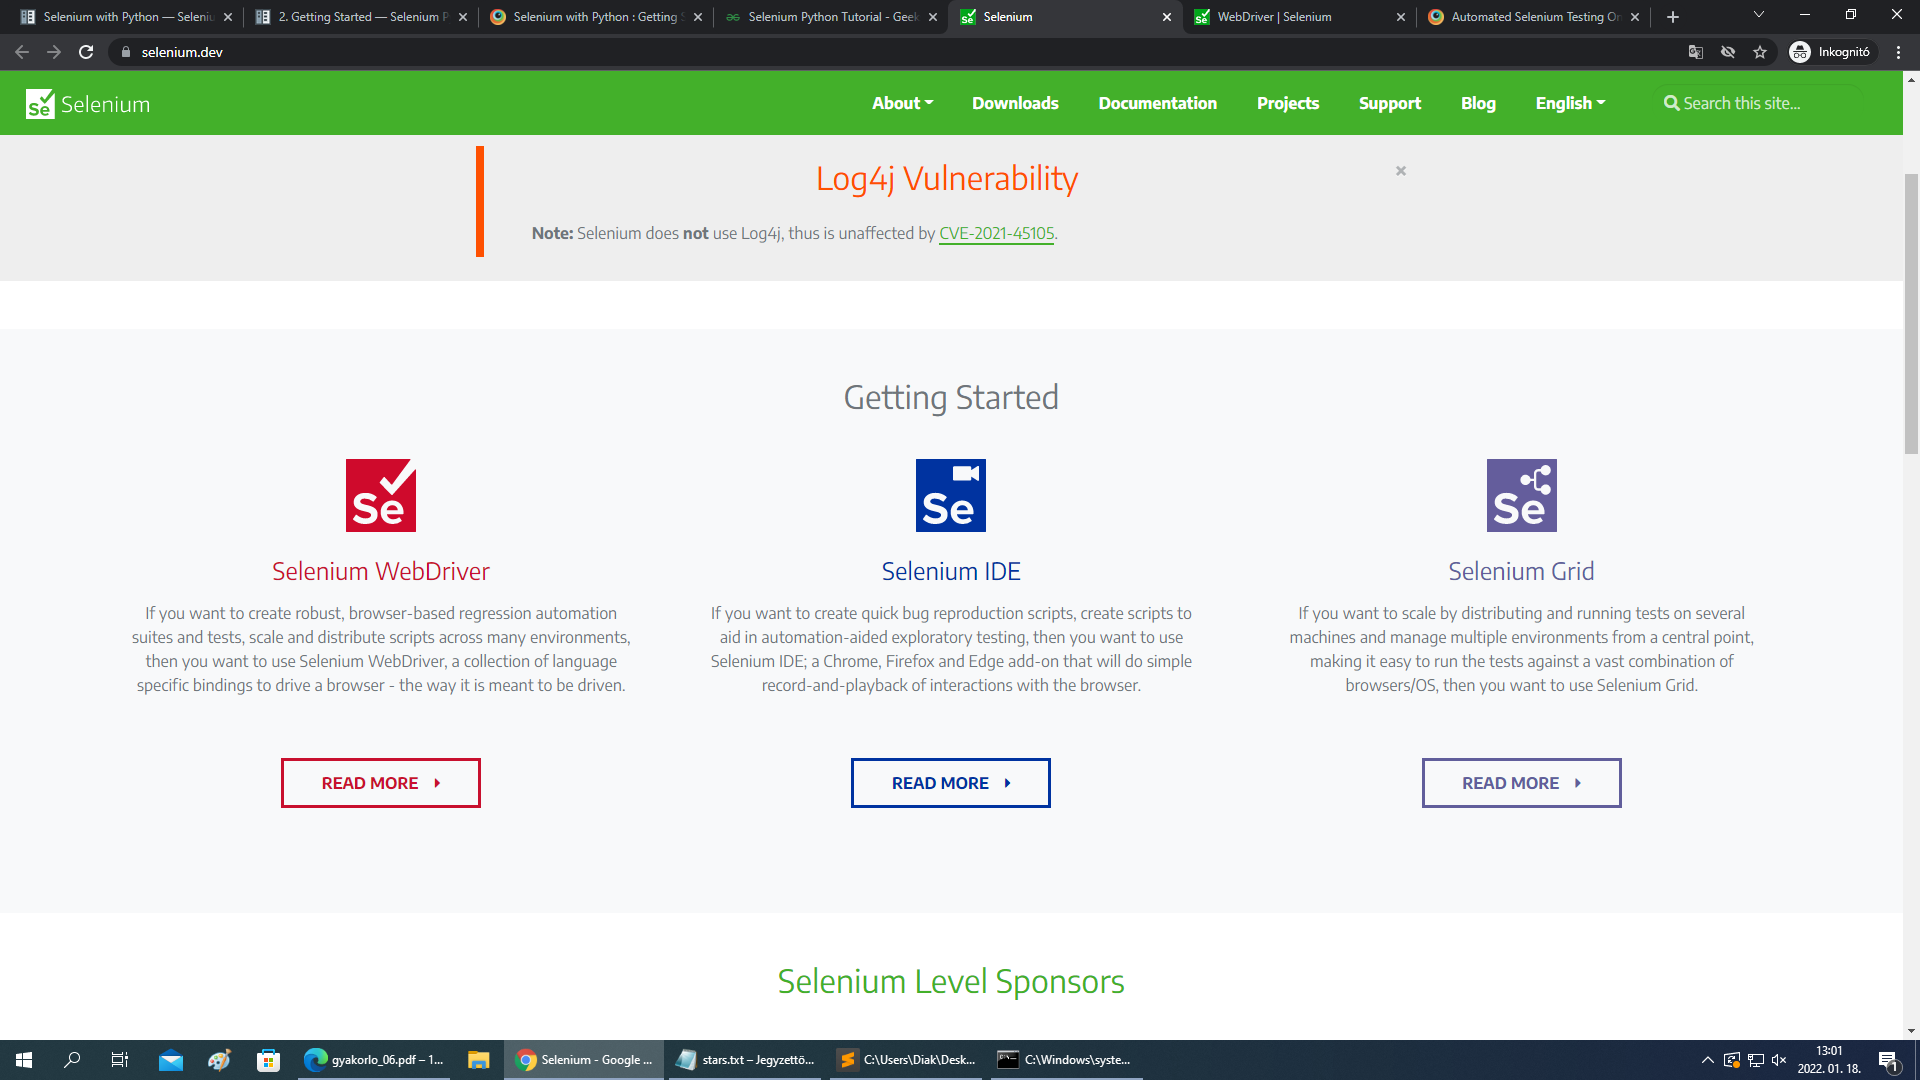 Selenium with Python — Seleniu
2. Getting Started — Selenium P
Selenium with Python : Getting S
Selenium Python Tutorial - Geek
Selenium
WebDriver | Selenium
Automated Selenium Testing On
selenium.dev
Inkognitó
Se Selenium
About
Downloads
Documentation
Projects
Support
Blog
English
Search this site…
Log4j Vulnerability
Note: Selenium does not use Log4j, thus is unaffected by CVE-2021-45105.
Getting Started
Se
Selenium WebDriver
If you want to create robust, browser-based regression automation
suites and tests, scale and distribute scripts across many environments,
then you want to use Selenium WebDriver, a collection of language
specific bindings to drive a browser - the way it is meant to be driven.
READ MORE
Se
Selenium IDE
If you want to create quick bug reproduction scripts, create scripts to
aid in automation-aided exploratory testing, then you want to use
Selenium IDE; a Chrome, Firefox and Edge add-on that will do simple
record-and-playback of interactions with the browser.
READ MORE
Se
Selenium Grid
If you want to scale by distributing and running tests on several
machines and manage multiple environments from a central point,
making it easy to run the tests against a vast combination of
browsers/OS, then you want to use Selenium Grid.
READ MORE
Selenium Level Sponsors
gyakorlo_06.pdf – 1...
Selenium - Google ...
stars.txt – Jegyzettö...
C:\Users\Diak\Desk...
C:\Windows\syste...
13:01
2022. 01. 18.
1